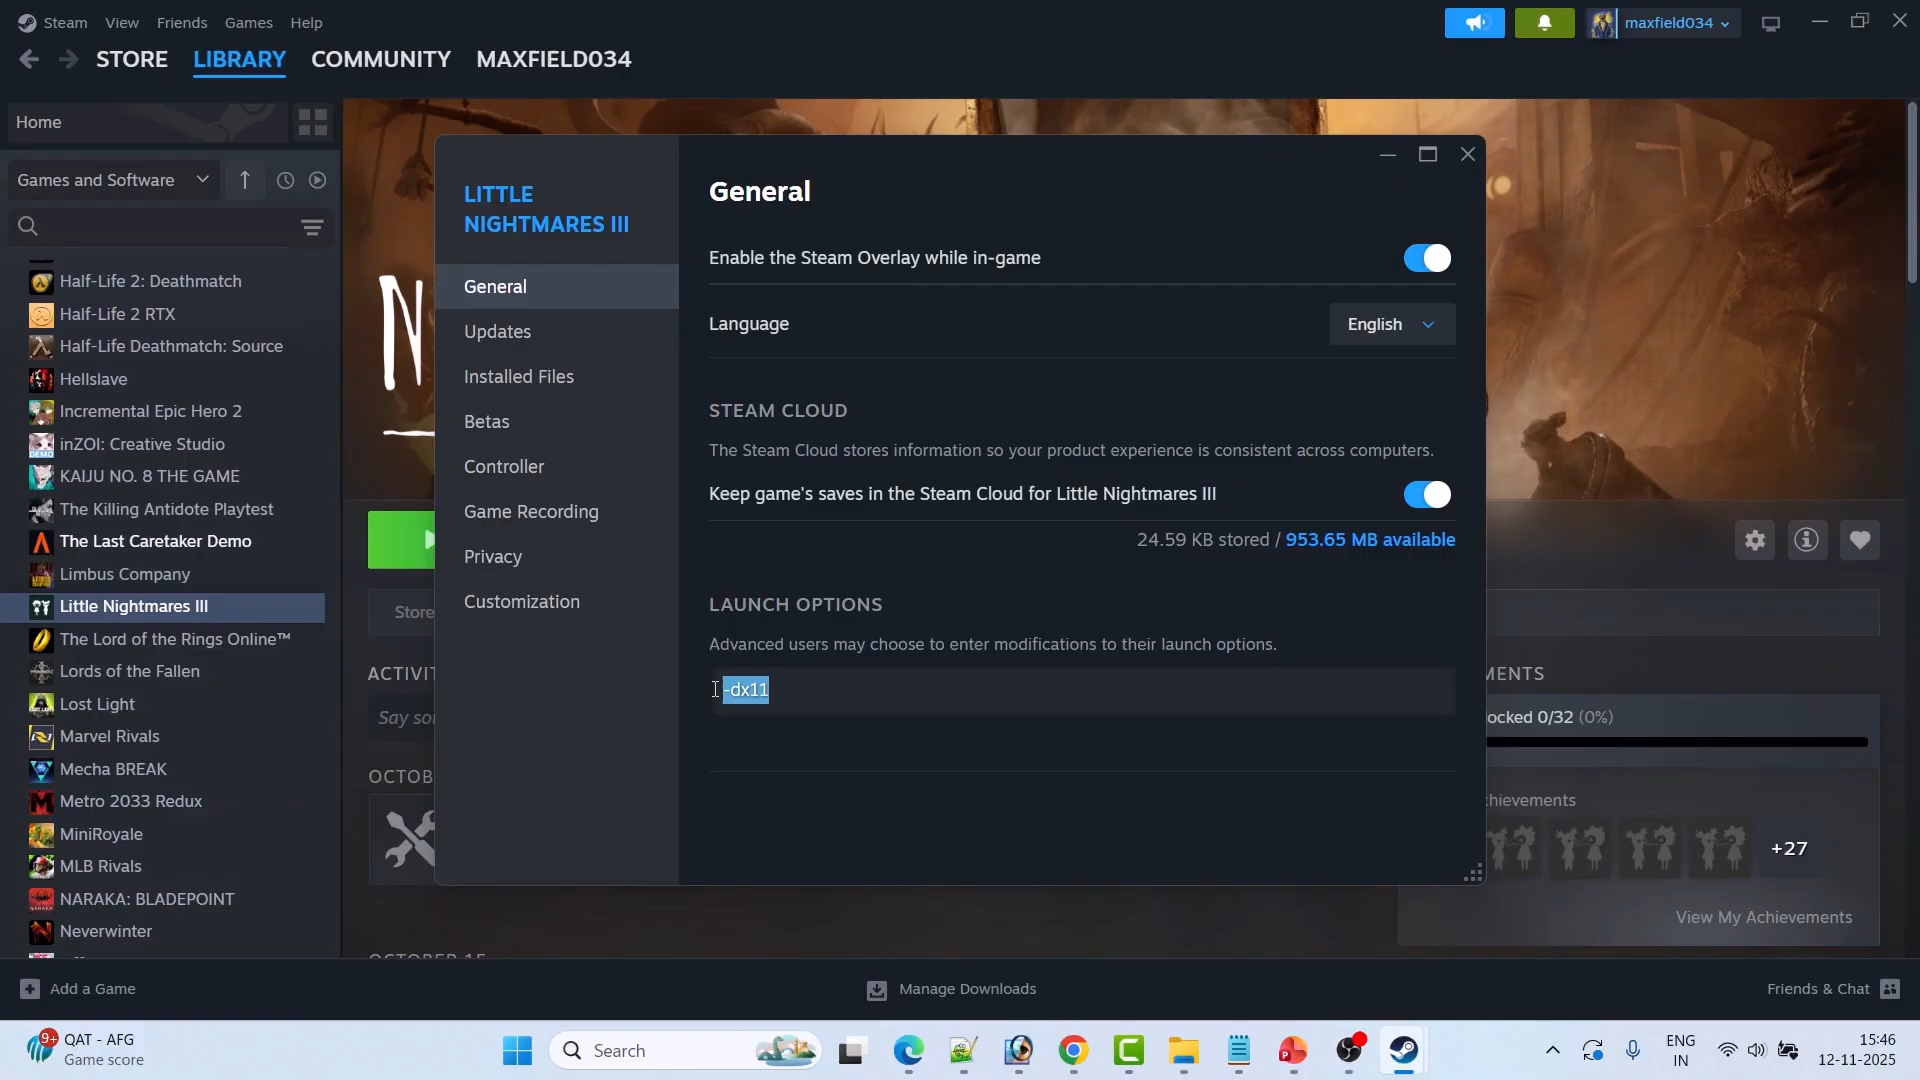 Steam View Friends Games Help
maxfield034
STORE LIBRARY COMMUNITY MAXFIELD034
Home
Games and Software
Half-Life 2: Deathmatch
Half-Life 2 RTX
Half-Life Deathmatch: Source
Hellslave
Incremental Epic Hero 2
inZOI: Creative Studio
KAIJU NO. 8 THE GAME
The Killing Antidote Playtest
The Last Caretaker Demo
Limbus Company
Little Nightmares III
The Lord of the Rings Online™
Lords of the Fallen
Lost Light
Marvel Rivals
Mecha BREAK
Metro 2033 Redux
MiniRoyale
MLB Rivals
NARAKA: BLADEPOINT
Neverwinter
N
Store
ACTIVIT
Say so
OCTOB
LITTLE
NIGHTMARES III
General
Updates
Installed Files
Betas
Controller
Game Recording
Privacy
Customization
General
Enable the Steam Overlay while in-game
Language English
STEAM CLOUD
The Steam Cloud stores information so your product experience is consistent across computers.
Keep game's saves in the Steam Cloud for Little Nightmares III
24.59 KB stored / 953.65 MB available
LAUNCH OPTIONS
Advanced users may choose to enter modifications to their launch options.
-dx11
MENTS
ocked 0/32 (0%)
chievements
+27
View My Achievements
Add a Game
Manage Downloads
Friends & Chat
9+
QAT - AFG
Game score
Search
ENG
IN
15:46
12-11-2025